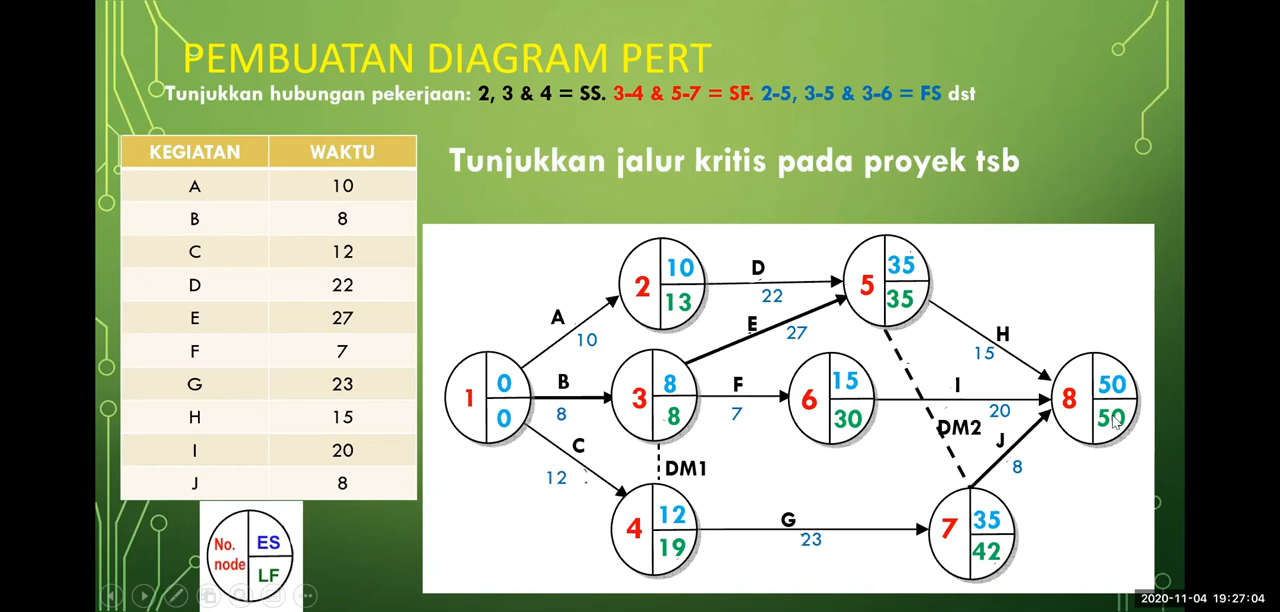 PEMBUATAN DIAGRAM PERT
Tunjukkan hubungan pekerjaan: 2, 3 & 4 = SS. 3-4 & 5-7 = SF. 2-5, 3-5 & 3-6 = FS dst
KEGIATAN WAKTU
A 10
B 8
C 12
D 22
E 27
F 7
G 23
H 15
I 20
J 8
No. node ES LF
Tunjukkan jalur kritis pada proyek tsb
2 10 13
D
22
5 35 35
A
10
E
27
H
15
1 0 0
B
8
3 8 8
F
7
6 15 30
I
20
8 50 50
C
12
DM1
DM2
J
8
4 12 19
G
23
7 35 42
2020-11-04 19:27:04